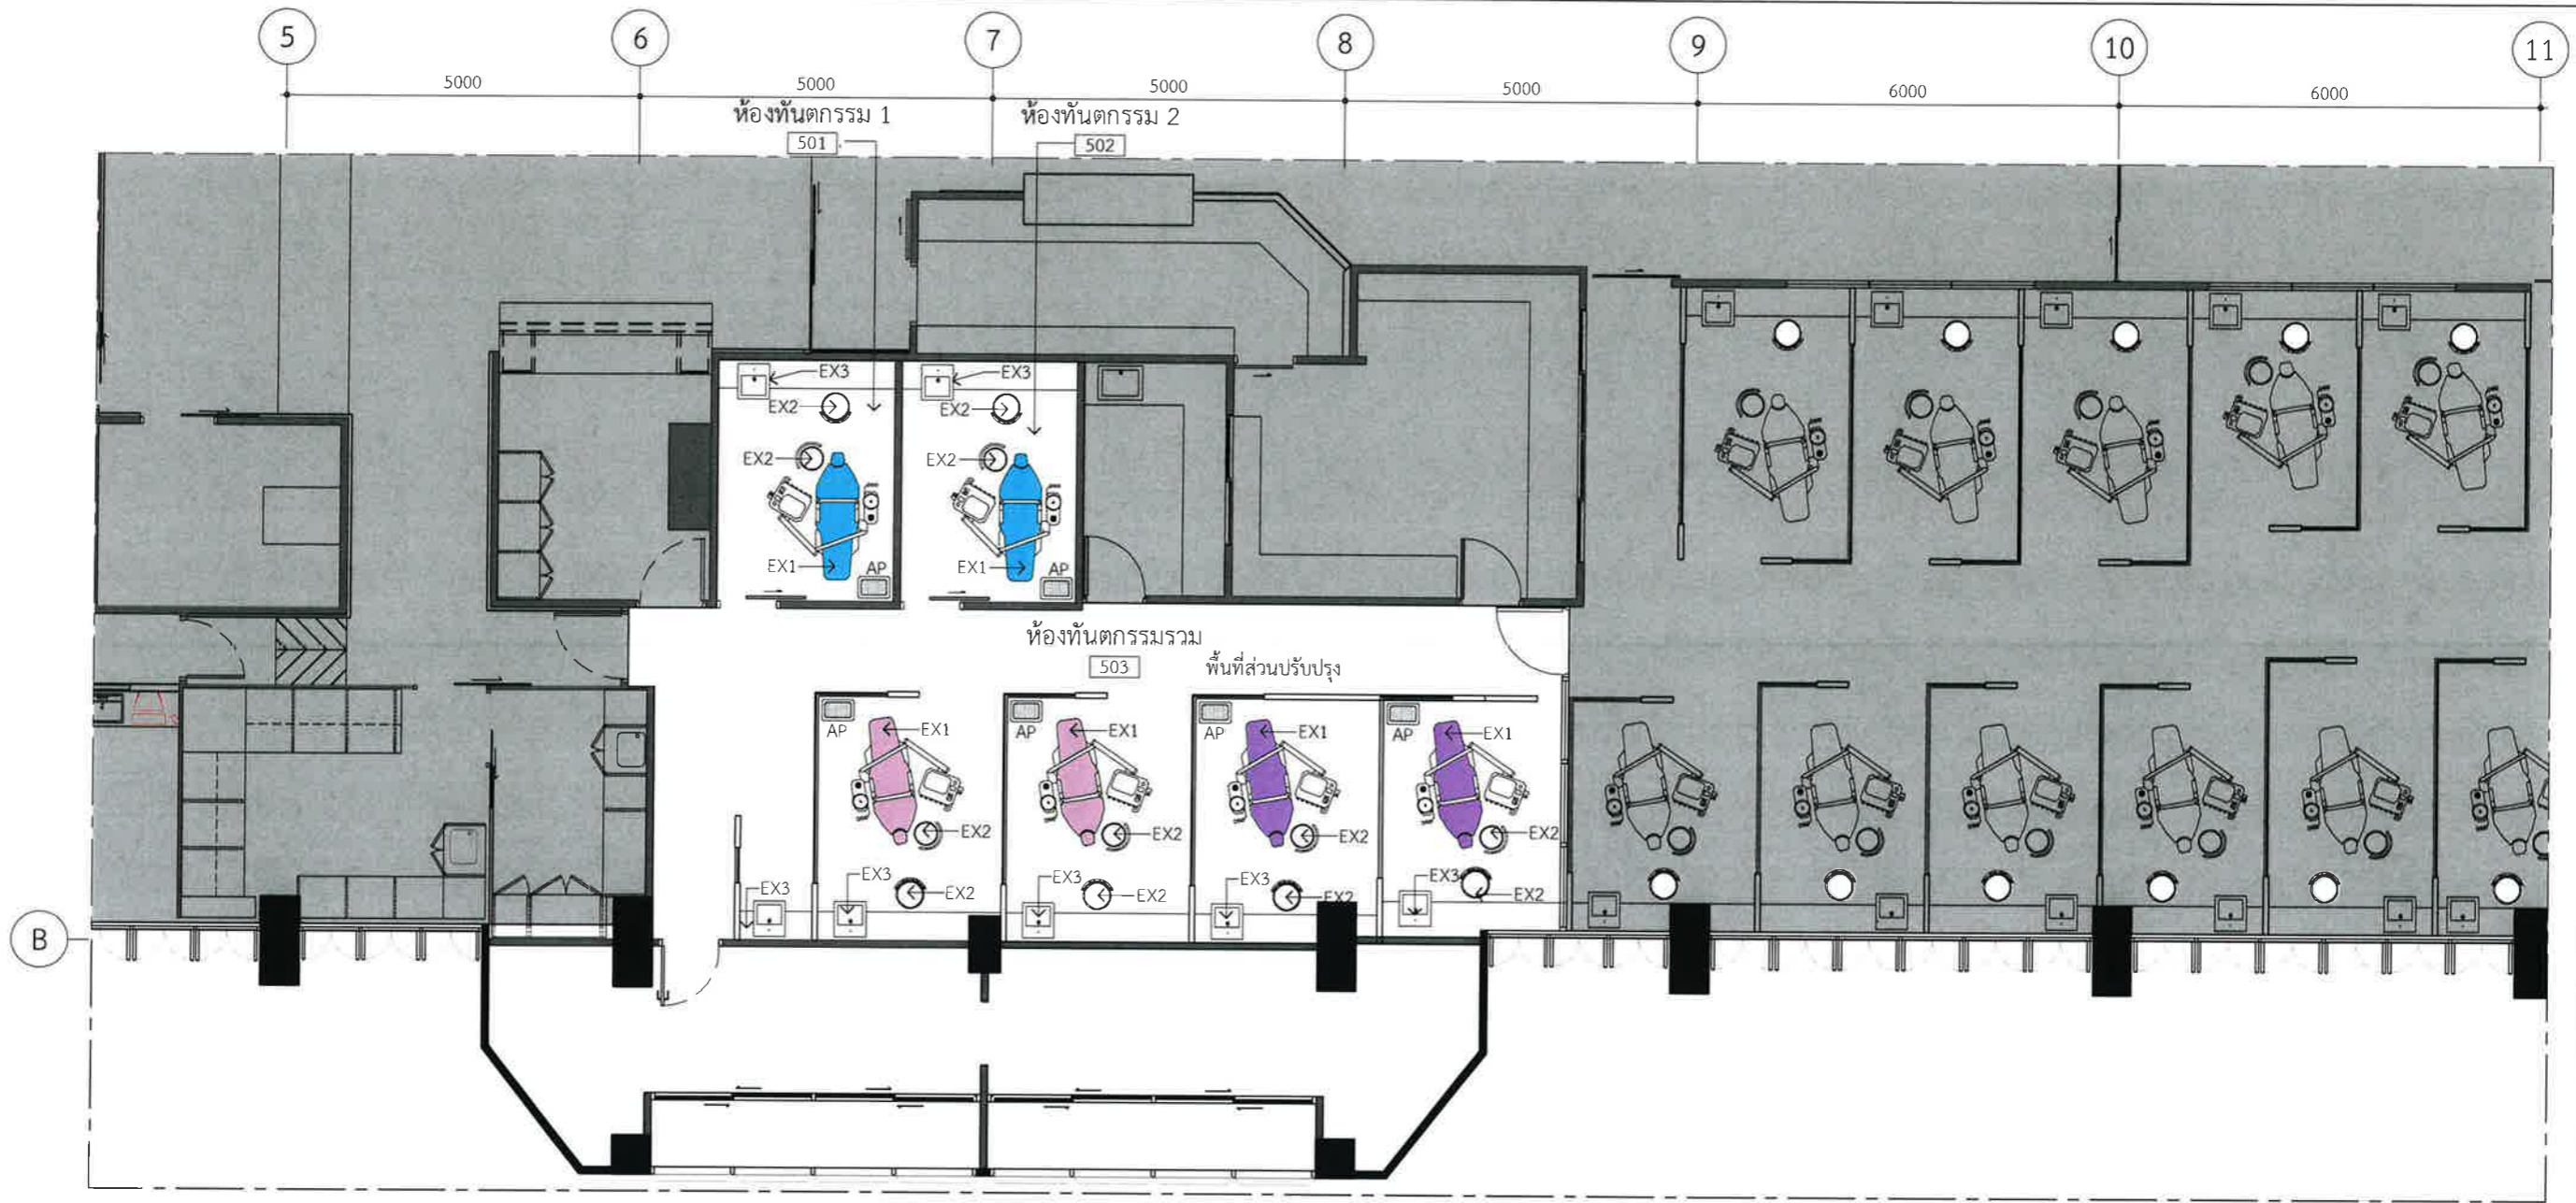 5 6 7 8 9 10 11
5000 5000 5000 5000 6000 6000
ห้องทันตกรรม 1 ห้องทันตกรรม 2
501 502
EX3 EX3
EX2 EX2
EX2 EX2
EX1 AP EX1 AP
ห้องทันตกรรมรวม
503 พื้นที่ส่วนปรับปรุง
AP EX1 AP EX1 AP EX1 AP EX1
EX2 EX2 EX2 EX2
EX3 EX3 EX2 EX3 EX2 EX3 EX2 EX3 EX2
B